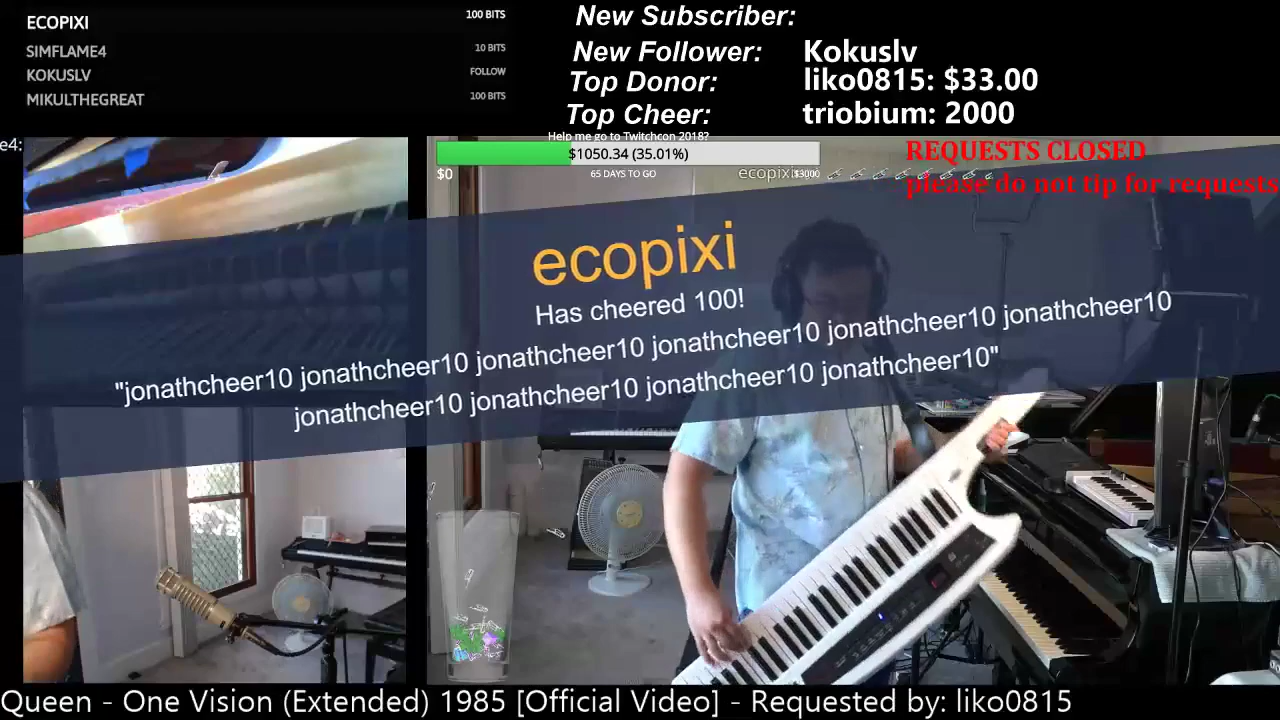 ECOPIXI 100 BITS
SIMFLAME4 10 BITS
KOKUSLV FOLLOW
MIKULTHEGREAT 100 BITS
New Subscriber:
New Follower: Kokuslv
Top Donor: liko0815: $33.00
Top Cheer: triobium: 2000
e4:
Help me go to Twitchcon 2018?
$1050.34 (35.01%)
$0 65 DAYS TO GO $3000
ecopixi
REQUESTS CLOSED
please do not tip for requests
ecopixi
Has cheered 100!
"jonathcheer10 jonathcheer10 jonathcheer10 jonathcheer10 jonathcheer10 jonathcheer10
jonathcheer10 jonathcheer10 jonathcheer10 jonathcheer10"
Queen - One Vision (Extended) 1985 [Official Video] - Requested by: liko0815